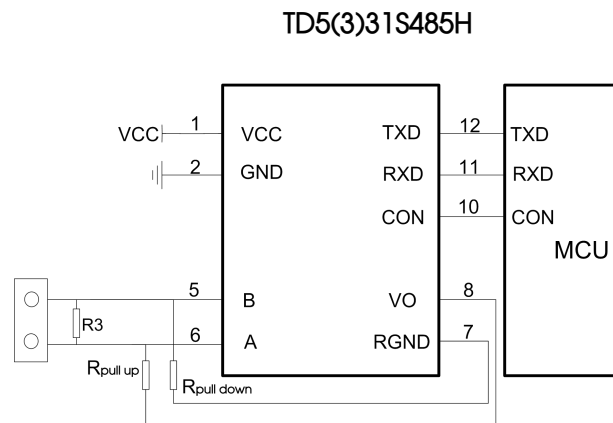 TD5(3)31S485H
VCC 1 VCC TXD 12 TXD
2 GND RXD 11 RXD
CON 10 CON
MCU
5 B VO 8
R3 6 A RGND 7
Rpull up
Rpull down